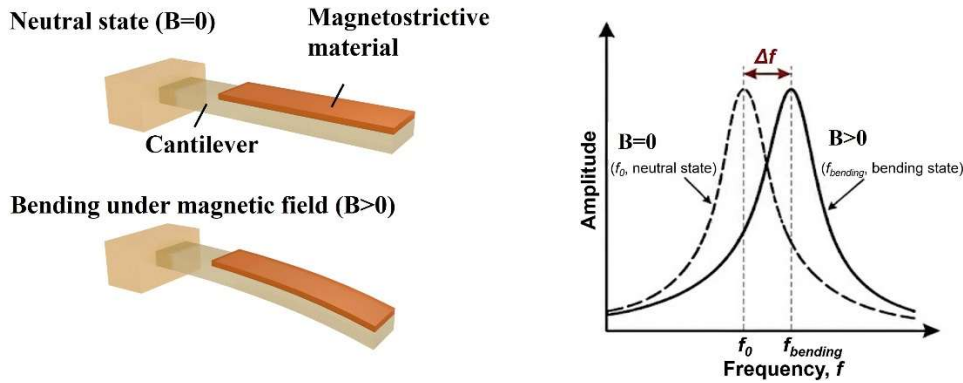 Neutral state (B=0)
Magnetostrictive
material
Cantilever
Bending under magnetic field (B>0)
Δf
B=0
(f0, neutral state)
B>0
(fbending, bending state)
Amplitude
f0
fbending
Frequency, f